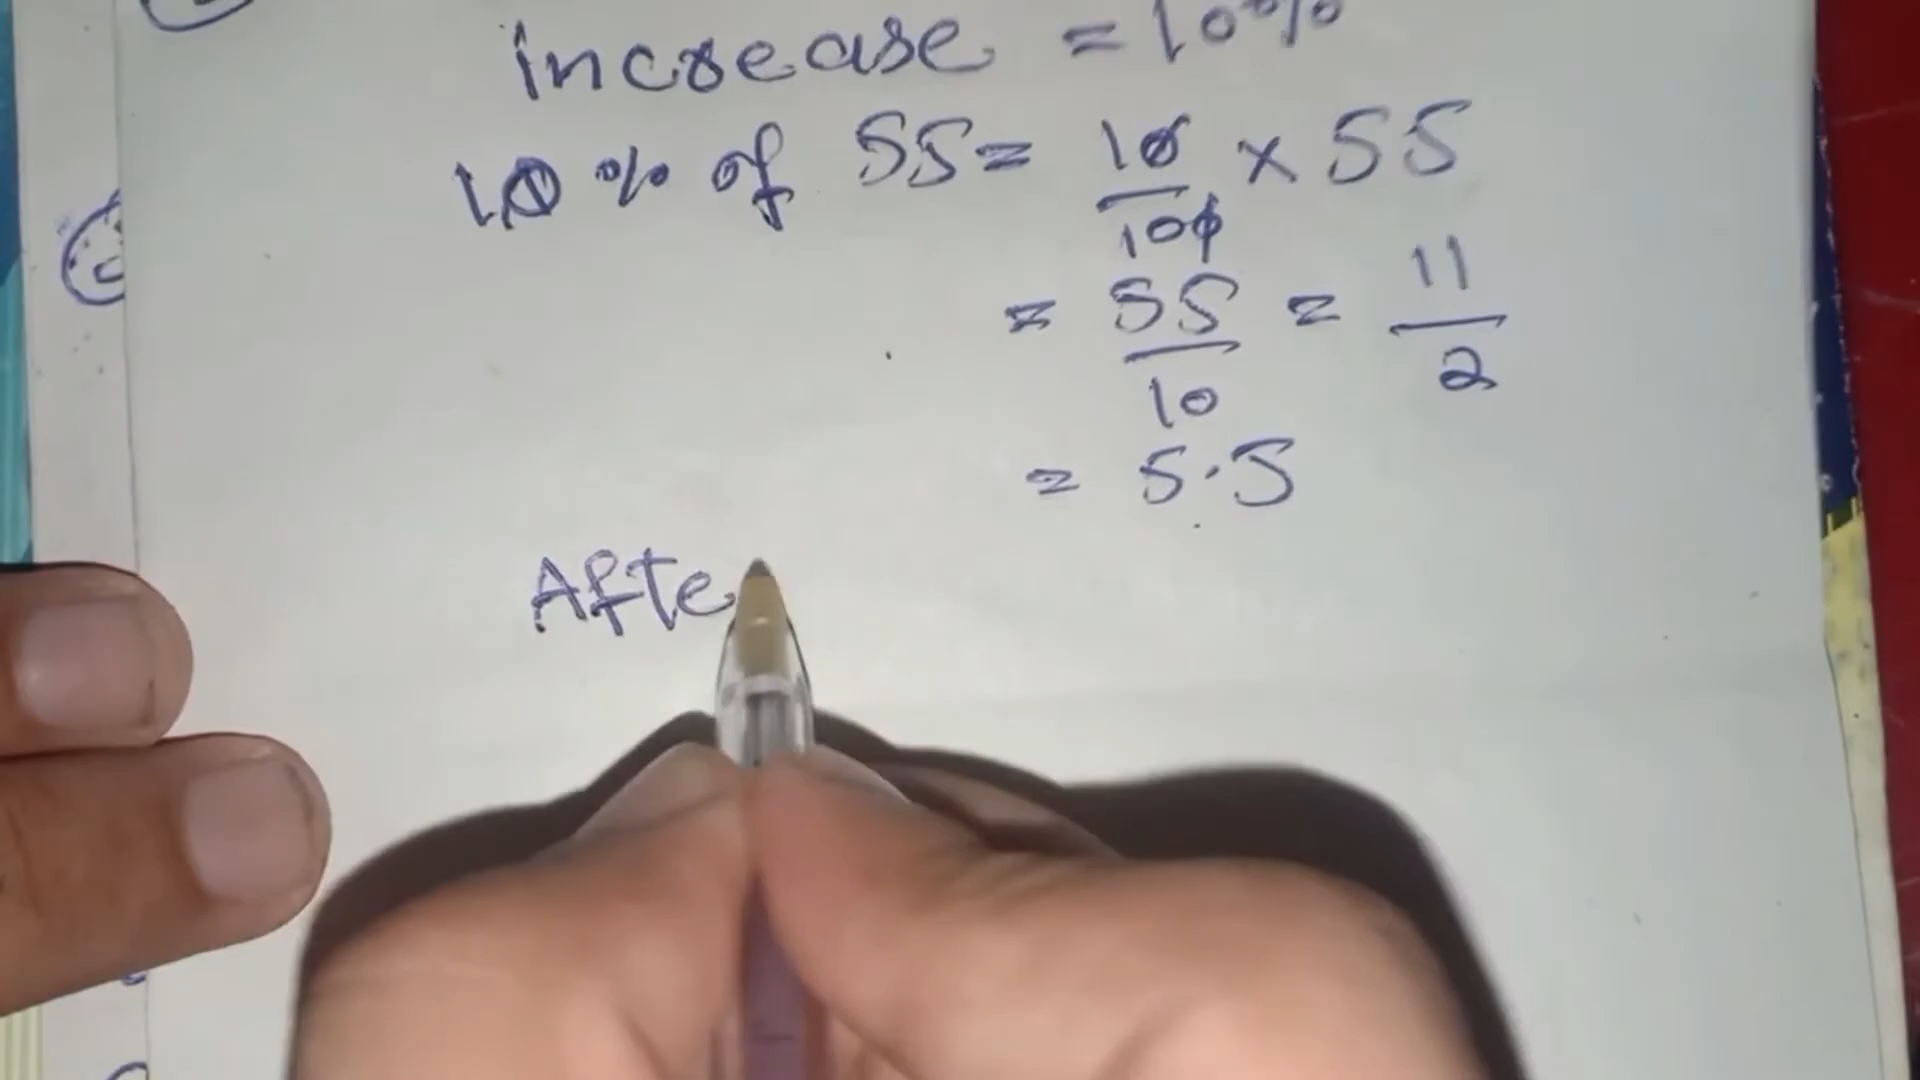 increase = 10%
10% of 55 = 10/100 × 55
= 55/10 = 11/2
= 5.5
Afte